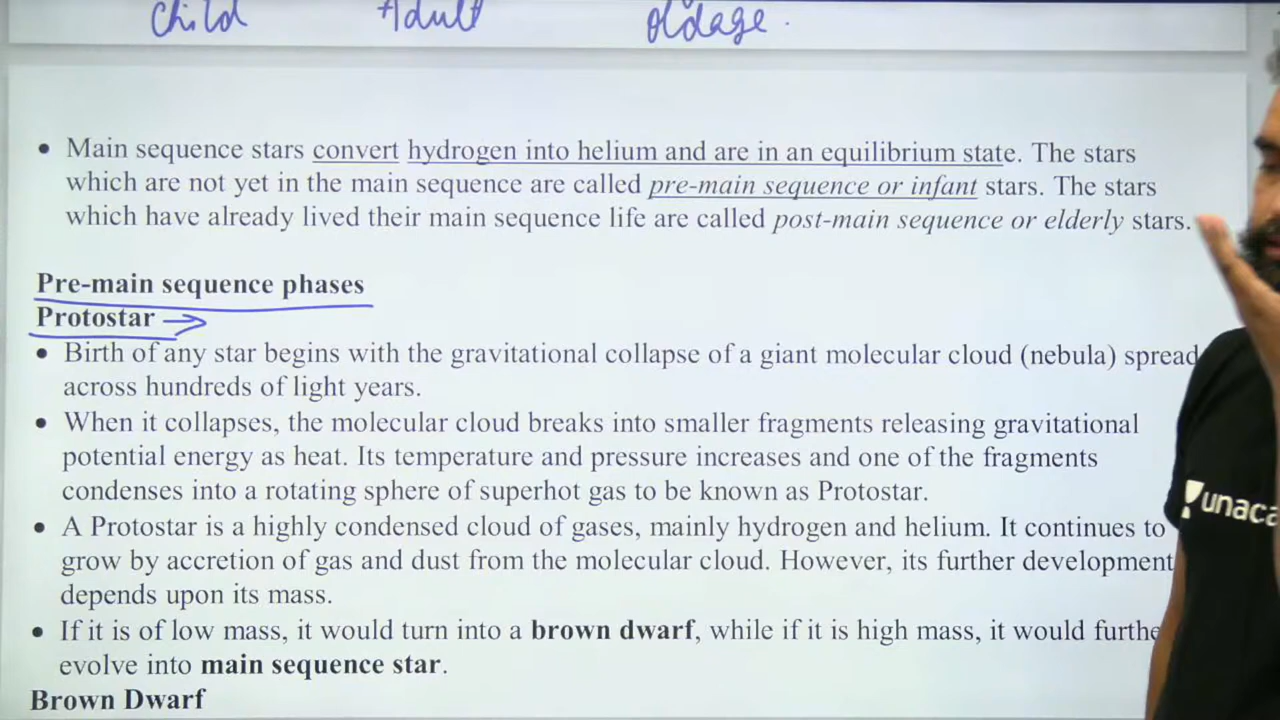 Child Adult Oldage.
• Main sequence stars convert hydrogen into helium and are in an equilibrium state. The stars
which are not yet in the main sequence are called pre-main sequence or infant stars. The stars
which have already lived their main sequence life are called post-main sequence or elderly stars.
Pre-main sequence phases
Protostar →
• Birth of any star begins with the gravitational collapse of a giant molecular cloud (nebula) spread
across hundreds of light years.
• When it collapses, the molecular cloud breaks into smaller fragments releasing gravitational
potential energy as heat. Its temperature and pressure increases and one of the fragments
condenses into a rotating sphere of superhot gas to be known as Protostar.
• A Protostar is a highly condensed cloud of gases, mainly hydrogen and helium. It continues to
grow by accretion of gas and dust from the molecular cloud. However, its further development
depends upon its mass.
• If it is of low mass, it would turn into a brown dwarf, while if it is high mass, it would furthe
evolve into main sequence star.
Brown Dwarf
unaca